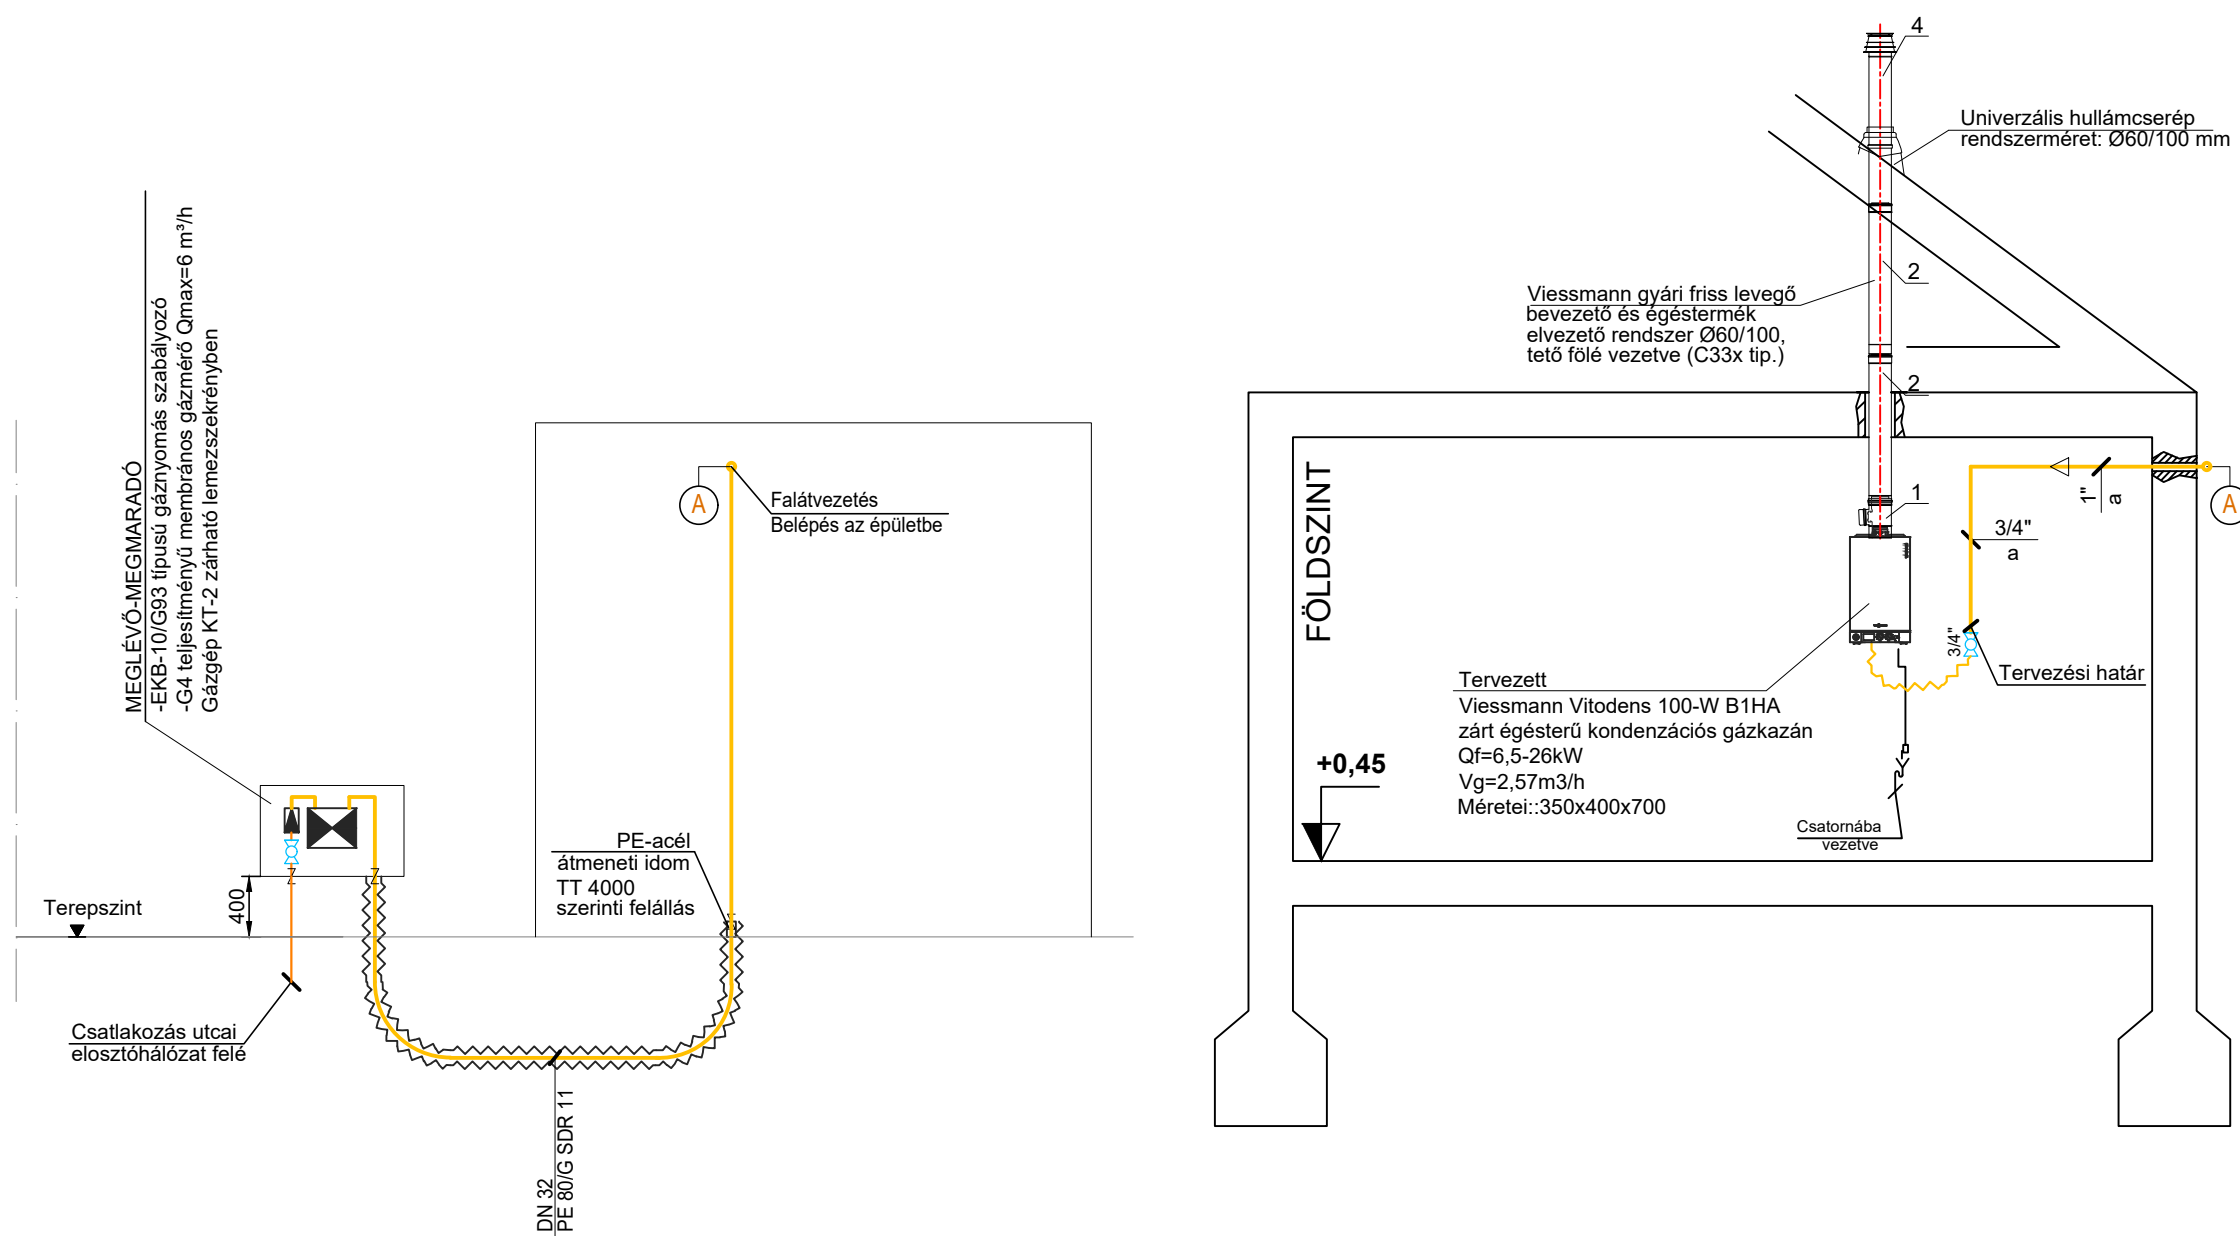 MEGLÉVŐ-MEGMARADÓ
-EKB-10/G93 típusú gáznyomás szabályozó
-G4 teljesítményű membrános gázmérő Qmax=6 m³/h
Gázgép KT-2 zárható lemezszekrényben
Terepszint
400
Csatlakozás utcai
elosztóhálózat felé
DN 32
PE 80/G SDR 11
PE-acél
átmeneti idom
TT 4000
szerinti felállás
A
Falátvezetés
Belépés az épületbe
4
Univerzális hullámcserép
rendszerméret: Ø60/100 mm
2
Viessmann gyári friss levegő
bevezető és égéstermék
elvezető rendszer Ø60/100,
tető fölé vezetve (C33x tip.)
2
FÖLDSZINT
1
1"
a
A
3/4"
a
3/4"
Tervezési határ
Tervezett
Viessmann Vitodens 100-W B1HA
zárt égésterű kondenzációs gázkazán
Qf=6,5-26kW
Vg=2,57m3/h
Méretei::350x400x700
+0,45
Csatornába
vezetve